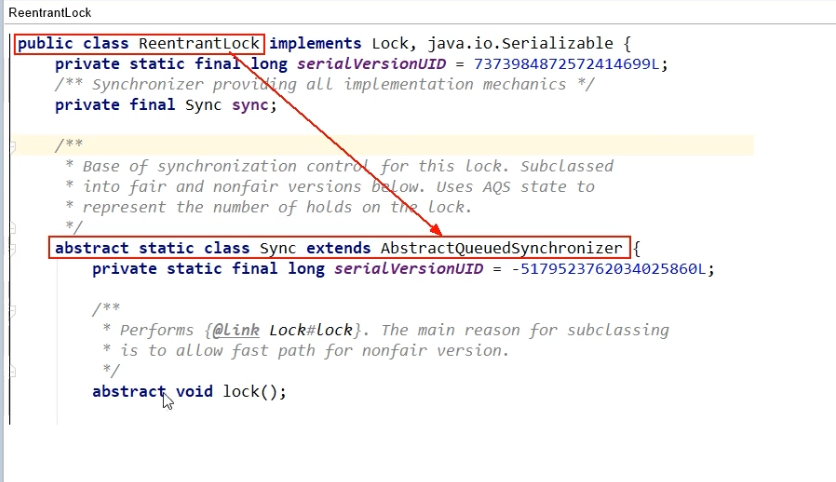 ReentrantLock
public class ReentrantLock implements Lock, java.io.Serializable {
private static final long serialVersionUID = 7373984872572414699L;
/** Synchronizer providing all implementation mechanics */
private final Sync sync;
/**
* Base of synchronization control for this lock. Subclassed
* into fair and nonfair versions below. Uses AQS state to
* represent the number of holds on the lock.
*/
abstract static class Sync extends AbstractQueuedSynchronizer {
private static final long serialVersionUID = -5179523762034025860L;
/**
* Performs {@link Lock#lock}. The main reason for subclassing
* is to allow fast path for nonfair version.
*/
abstract void lock();